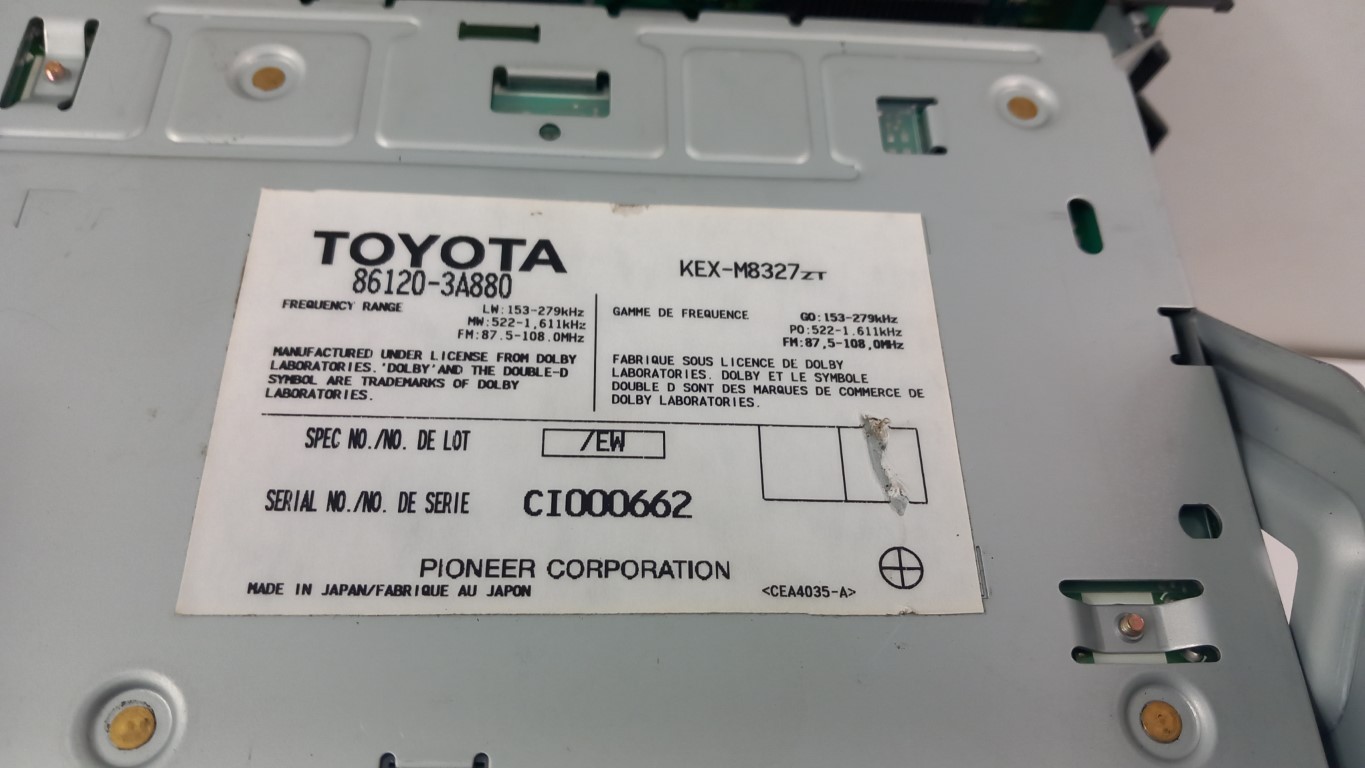 TOYOTA
86120-3A880
KEX-M8327ZT
FREQUENCY RANGE
LW:153-279kHz
MW:522-1,611kHz
FM:87.5-108.0MHz
MANUFACTURED UNDER LICENSE FROM DOLBY
LABORATORIES. 'DOLBY' AND THE DOUBLE-D
SYMBOL ARE TRADEMARKS OF DOLBY
LABORATORIES.
GAMME DE FREQUENCE
GO:153-279kHz
PO:522-1.611kHz
FM:87,5-108,0MHz
FABRIQUE SOUS LICENCE DE DOLBY
LABORATORIES. DOLBY ET LE SYMBOLE
DOUBLE D SONT DES MARQUES DE COMMERCE DE
DOLBY LABORATORIES.
SPEC NO./NO. DE LOT
/EW
SERIAL NO./NO. DE SERIE
CI000662
PIONEER CORPORATION
MADE IN JAPAN/FABRIQUE AU JAPON
<CEA4035-A>